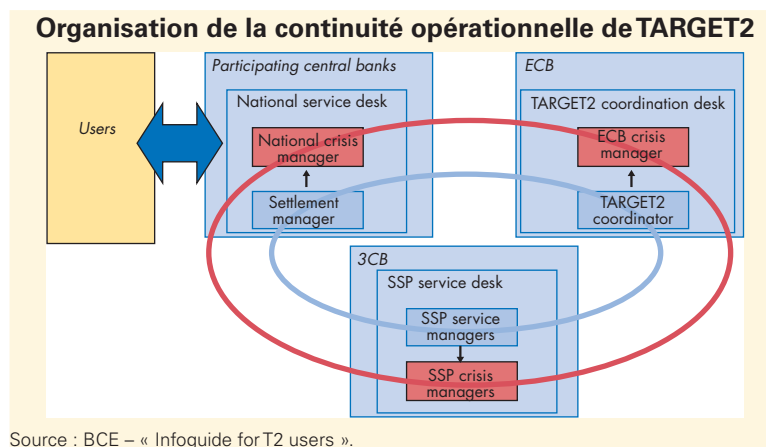 Organisation de la continuité opérationnelle de TARGET2
Participating central banks
ECB
Users
National service desk
TARGET2 coordination desk
National crisis
manager
ECB crisis
manager
Settlement
manager
TARGET2
coordinator
3CB
SSP service desk
SSP service
managers
SSP crisis
managers
Source : BCE – « Infoguide for T2 users ».